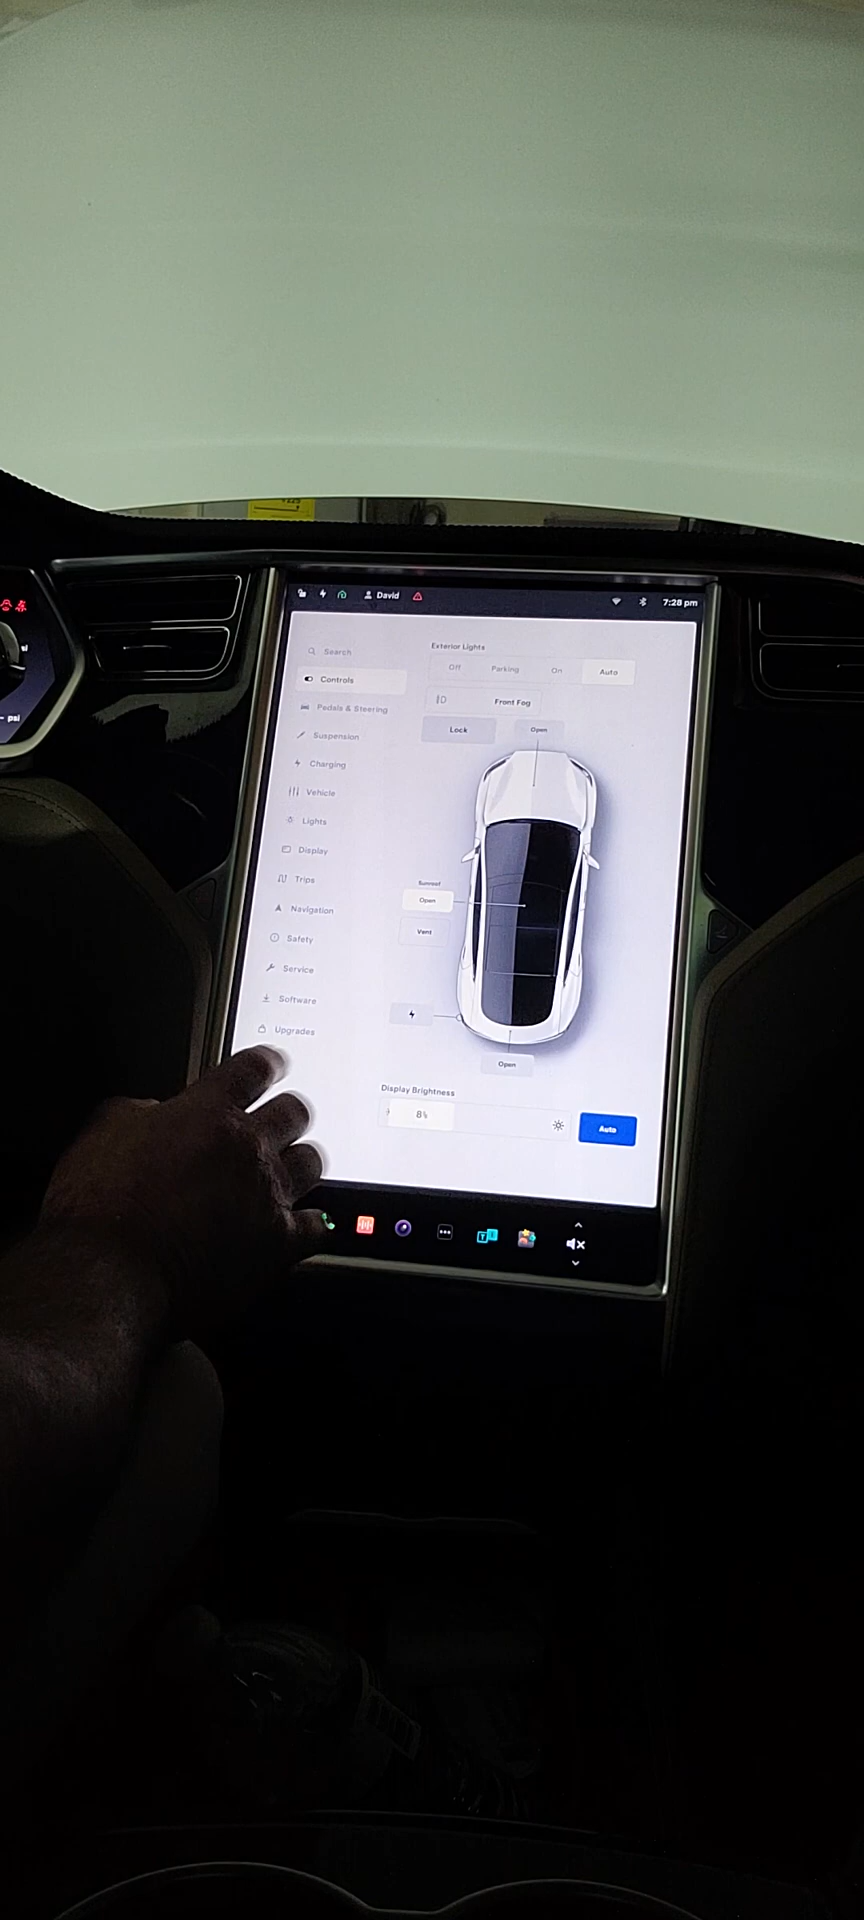 David
7:28 pm
Search
Exterior Lights
Off Parking On Auto
Controls
Front Fog
Pedals & Steering
Lock Open
Suspension
Charging
Vehicle
Lights
Display
Trips
Sunroof
Open
Navigation
Vent
Safety
Service
Software
Upgrades
Open
Display Brightness
8%
Auto
psi